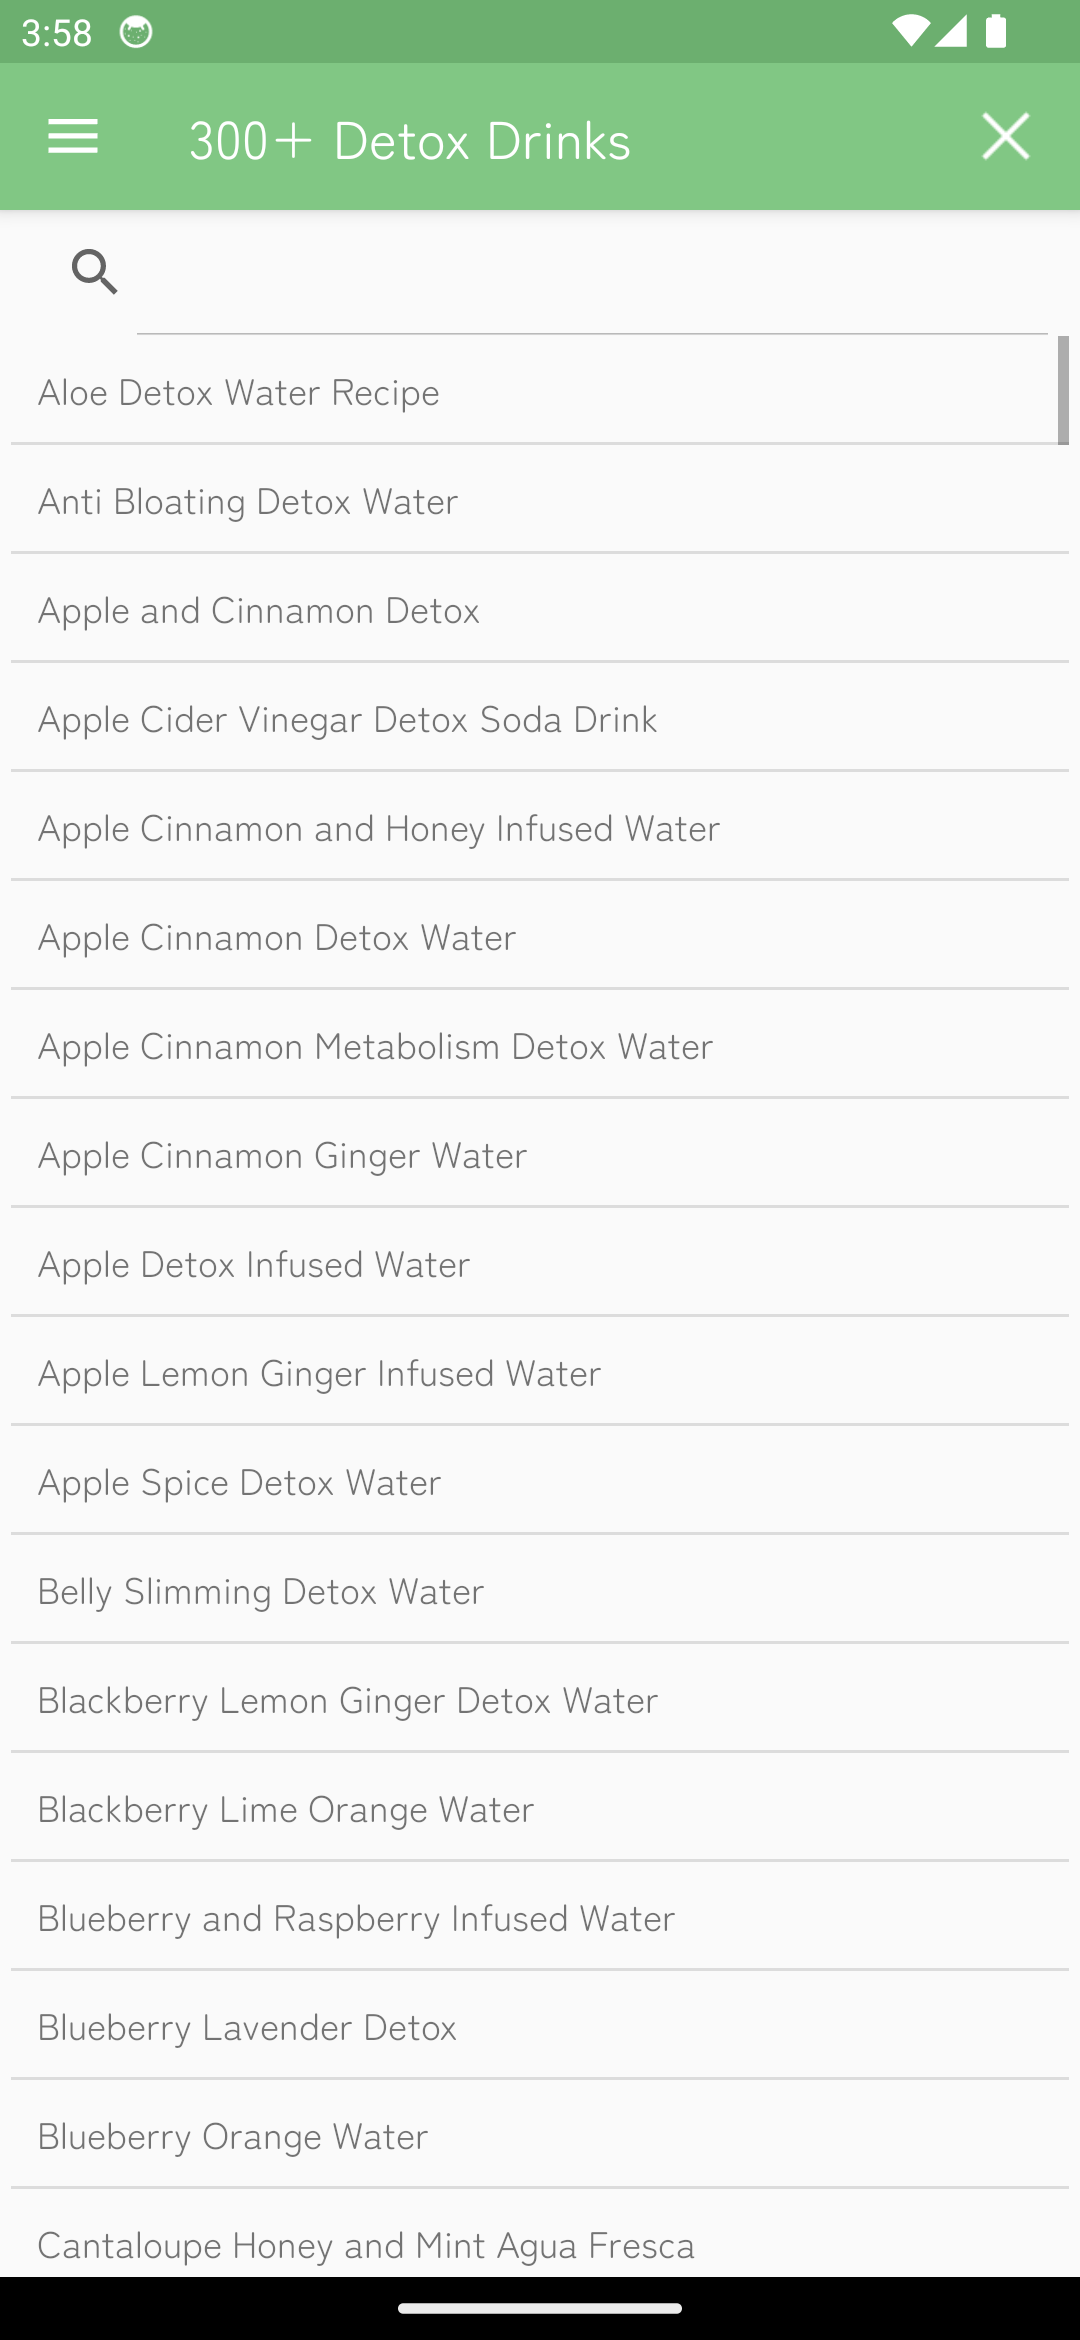 3:58
300+ Detox Drinks
Aloe Detox Water Recipe
Anti Bloating Detox Water
Apple and Cinnamon Detox
Apple Cider Vinegar Detox Soda Drink
Apple Cinnamon and Honey Infused Water
Apple Cinnamon Detox Water
Apple Cinnamon Metabolism Detox Water
Apple Cinnamon Ginger Water
Apple Detox Infused Water
Apple Lemon Ginger Infused Water
Apple Spice Detox Water
Belly Slimming Detox Water
Blackberry Lemon Ginger Detox Water
Blackberry Lime Orange Water
Blueberry and Raspberry Infused Water
Blueberry Lavender Detox
Blueberry Orange Water
Cantaloupe Honey and Mint Agua Fresca